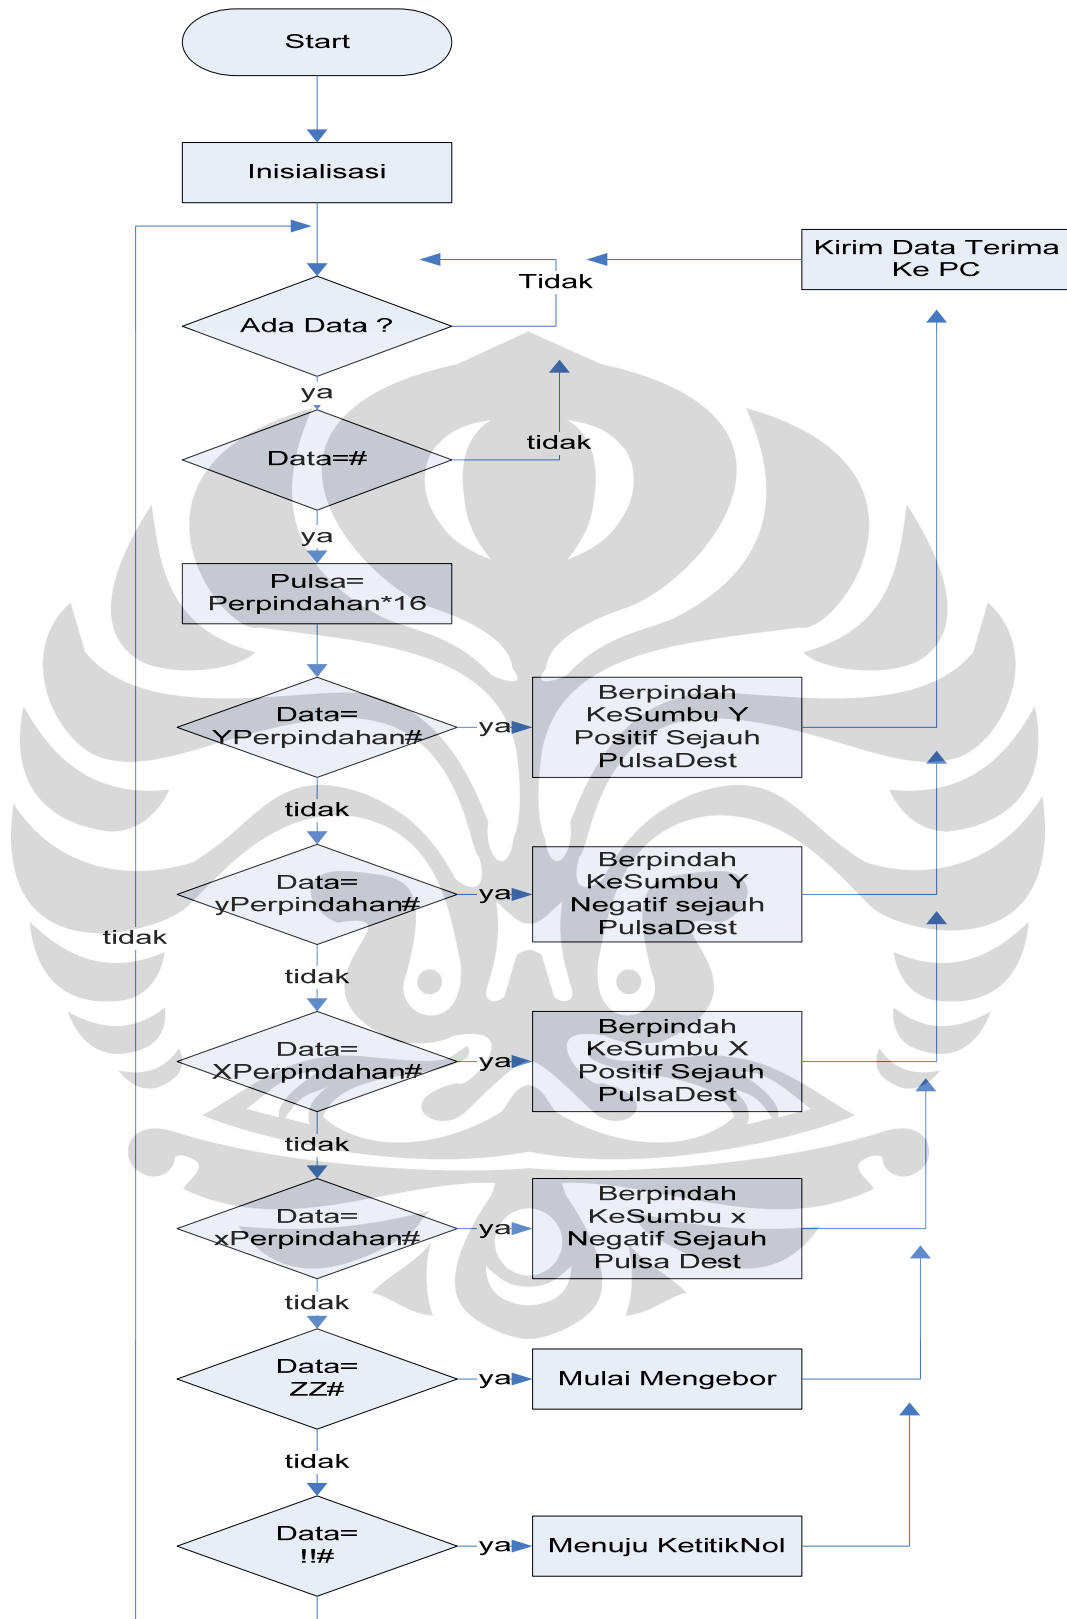 Start
Inisialisasi
Kirim Data Terima
Ke PC
Tidak
Ada Data ?
ya
Data=#
tidak
ya
Pulsa=
Perpindahan*16
Data=
YPerpindahan#
ya
Berpindah
KeSumbu Y
Positif Sejauh
PulsaDest
tidak
Data=
yPerpindahan#
ya
Berpindah
KeSumbu Y
Negatif sejauh
PulsaDest
tidak
tidak
Data=
XPerpindahan#
ya
Berpindah
KeSumbu X
Positif Sejauh
PulsaDest
tidak
Data=
xPerpindahan#
ya
Berpindah
KeSumbu x
Negatif Sejauh
Pulsa Dest
tidak
Data=
ZZ#
ya
Mulai Mengebor
tidak
Data=
!!#
ya
Menuju KetitikNol